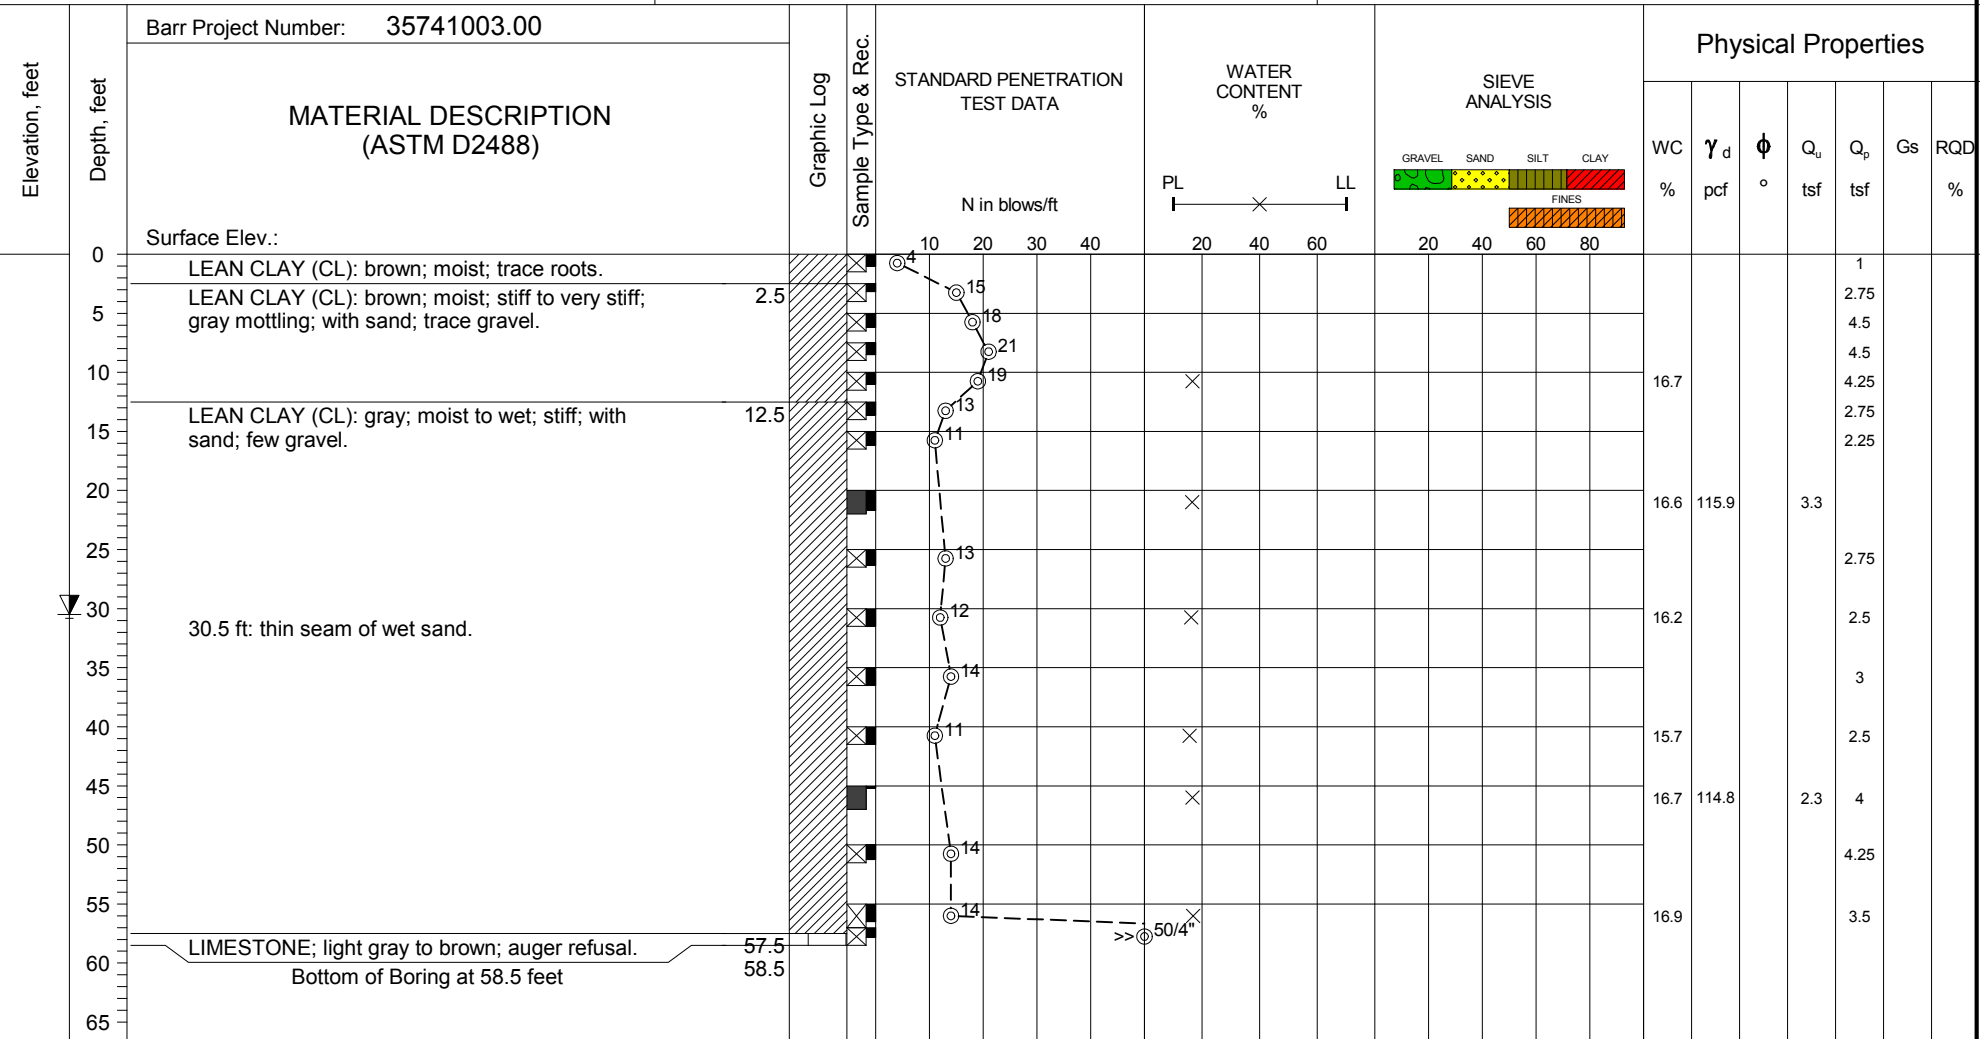 Barr Project Number: 35741003.00
Elevation, feet
Depth, feet
MATERIAL DESCRIPTION
(ASTM D2488)
Surface Elev.:
Graphic Log
Sample Type & Rec.
STANDARD PENETRATION
TEST DATA
N in blows/ft
10 20 30 40
WATER
CONTENT
%
PL LL
20 40 60
SIEVE
ANALYSIS
GRAVEL SAND SILT CLAY
FINES
20 40 60 80
Physical Properties
WC γd ϕ Qu Qp Gs RQD
% pcf ° tsf tsf %
0
LEAN CLAY (CL): brown; moist; trace roots.
4 1
LEAN CLAY (CL): brown; moist; stiff to very stiff; 2.5
gray mottling; with sand; trace gravel.
15 2.75
5
18 4.5
21 4.5
10
19 16.7 4.25
LEAN CLAY (CL): gray; moist to wet; stiff; with 12.5
sand; few gravel.
13 2.75
15
11 2.25
20
16.6 115.9 3.3
25
13 2.75
30
12 16.2 2.5
30.5 ft: thin seam of wet sand.
35
14 3
40
11 15.7 2.5
45
16.7 114.8 2.3 4
50
14 4.25
55
14 16.9 3.5
>> 50/4"
LIMESTONE; light gray to brown; auger refusal. 57.5
60
Bottom of Boring at 58.5 feet 58.5
65